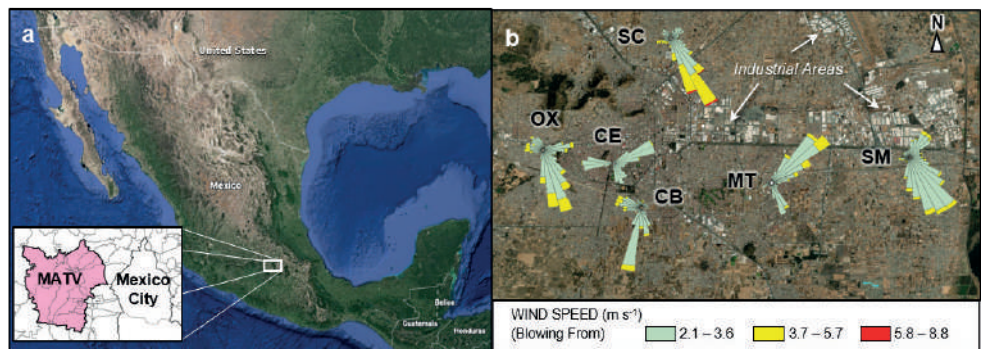 a
United States
Mexico
Belize
Guatemala
Honduras
MATV
Mexico
City
b
N
SC
Industrial Areas
OX
CE
SM
MT
CB
WIND SPEED (m s⁻¹)
(Blowing From)
2.1 – 3.6
3.7 – 5.7
5.8 – 8.8